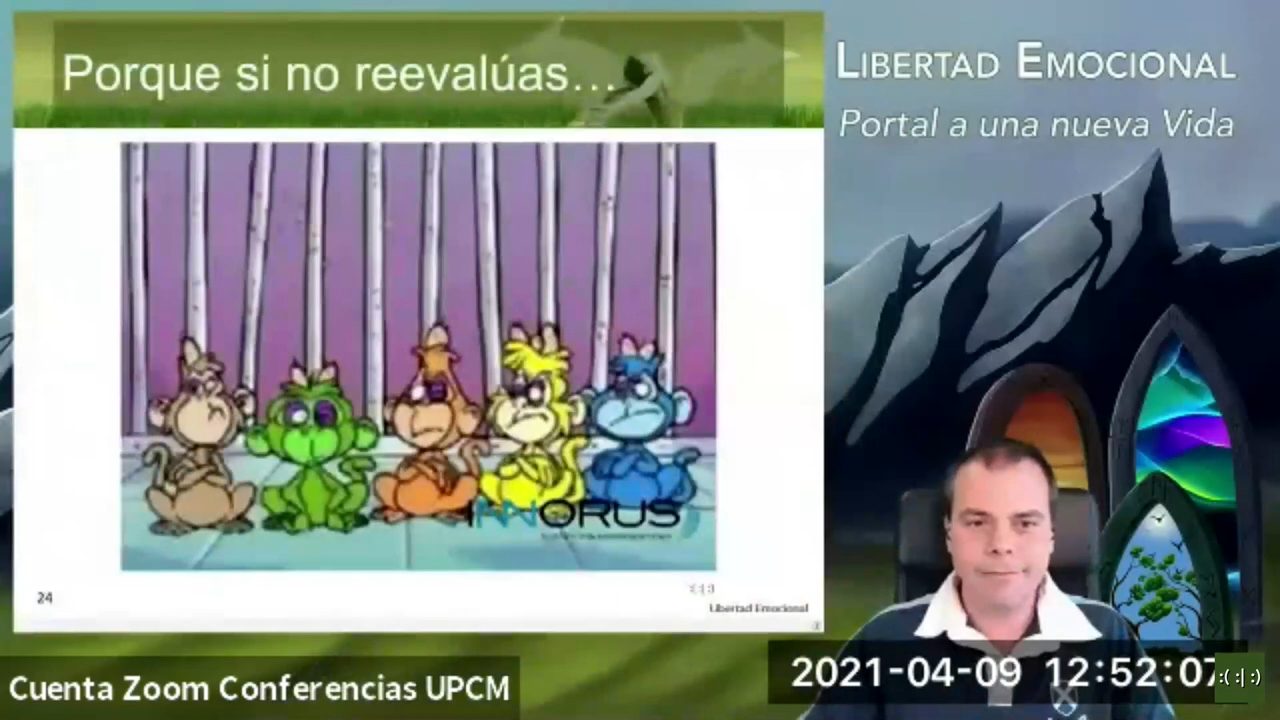 Porque si no reevalúas...
LIBERTAD EMOCIONAL
Portal a una nueva Vida
INNORUS
24
:(:|:)
Libertad Emocional
Cuenta Zoom Conferencias UPCM
2021-04-09 12:52:07
:( :| :)